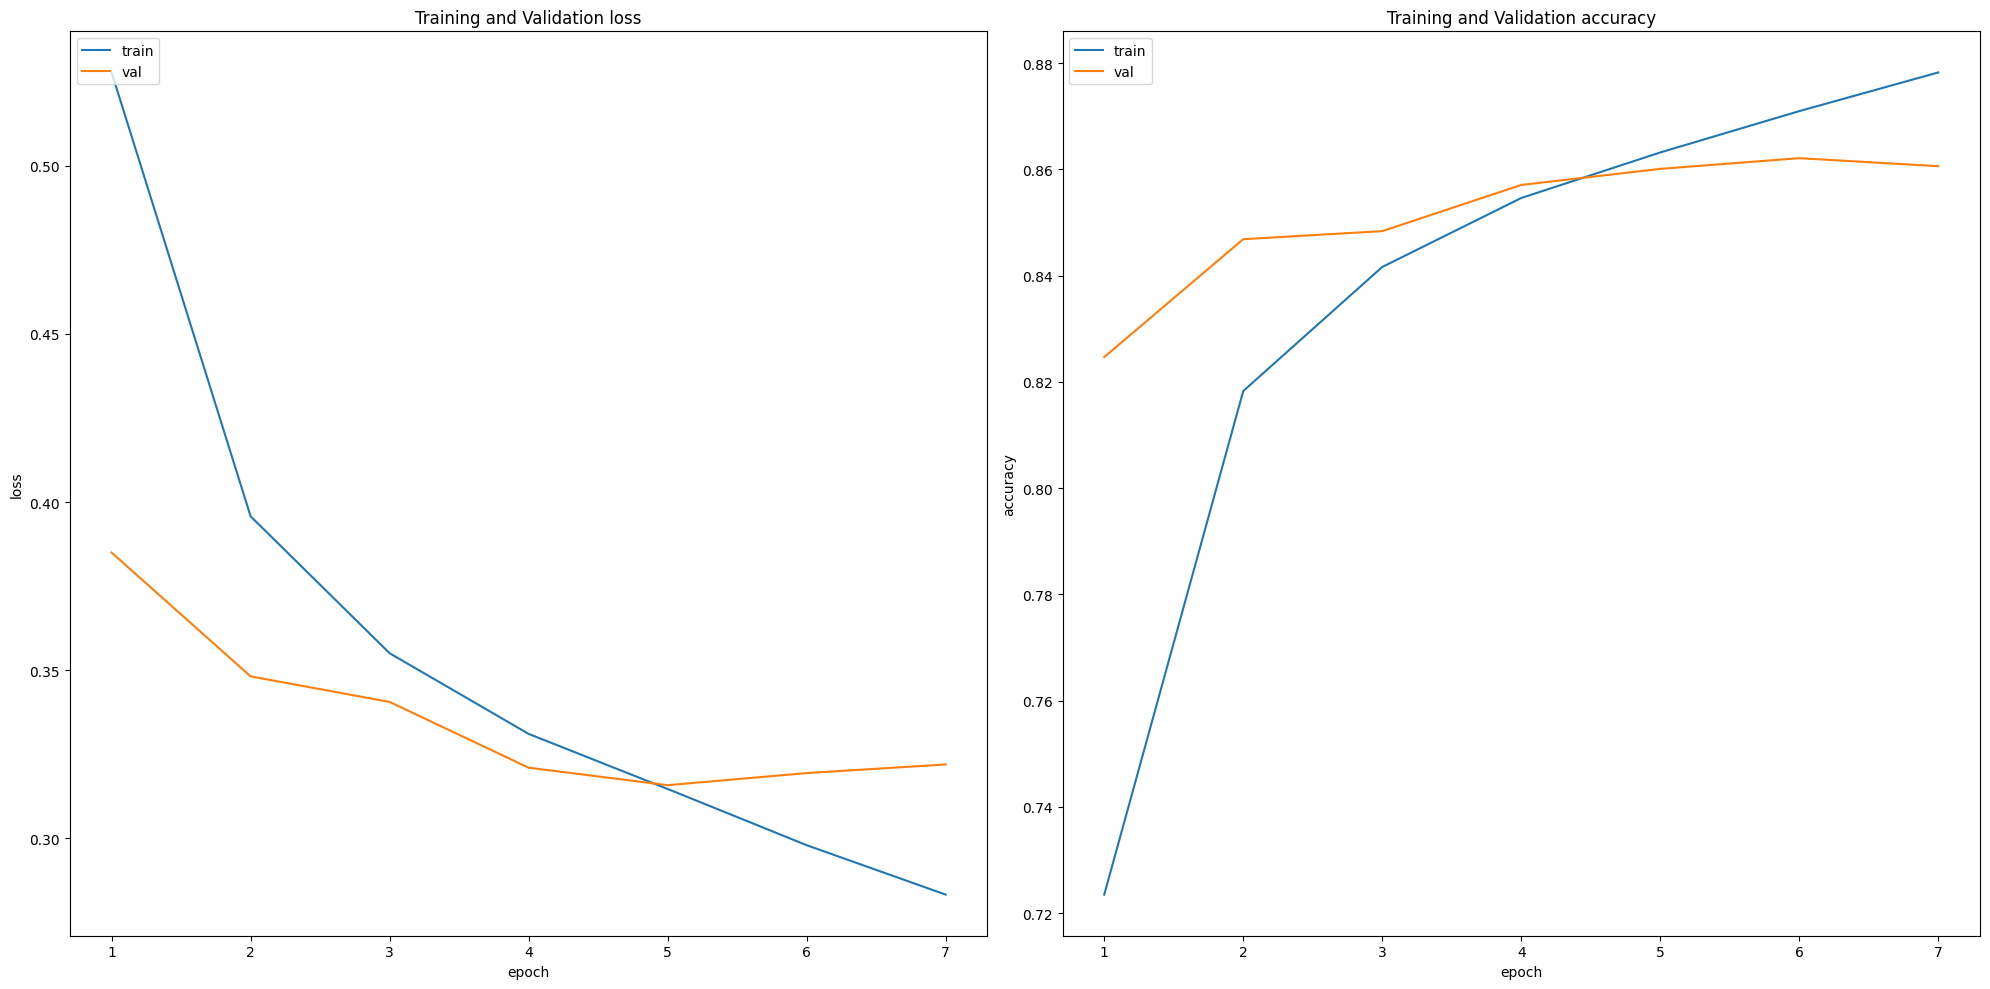 Training and Validation loss
train
val
0.50
0.45
0.40
0.35
0.30
loss
1 2 3 4 5 6 7
epoch
Training and Validation accuracy
train
val
0.88
0.86
0.84
0.82
0.80
0.78
0.76
0.74
0.72
accuracy
1 2 3 4 5 6 7
epoch